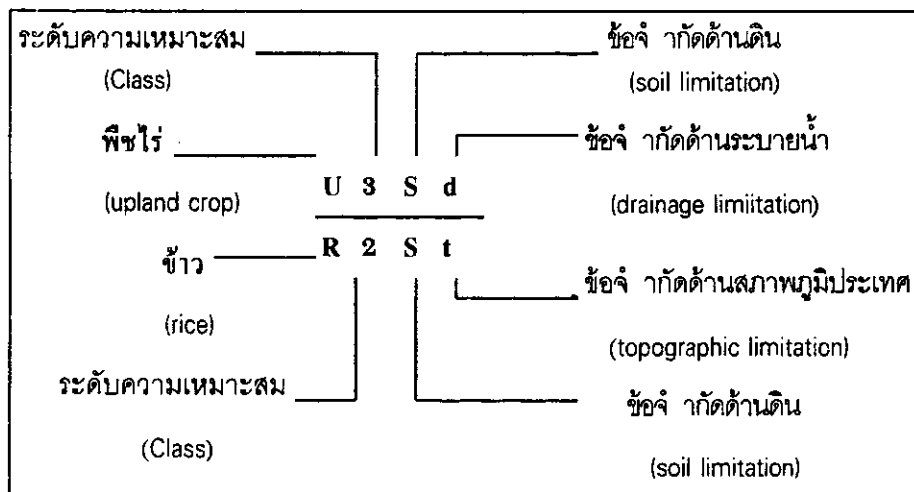 ระดับความเหมาะสม
(Class)
ข้อจํ ากัดด้านดิน
(soil limitation)
พืชไร่
(upland crop)
ข้อจํ ากัดด้านระบายน้ำ
(drainage limiitation)
U 3 S d
R 2 S t
ข้าว
(rice)
ข้อจํ ากัดด้านสภาพภูมิประเทศ
(topographic limitation)
ระดับความเหมาะสม
(Class)
ข้อจํ ากัดด้านดิน
(soil limitation)